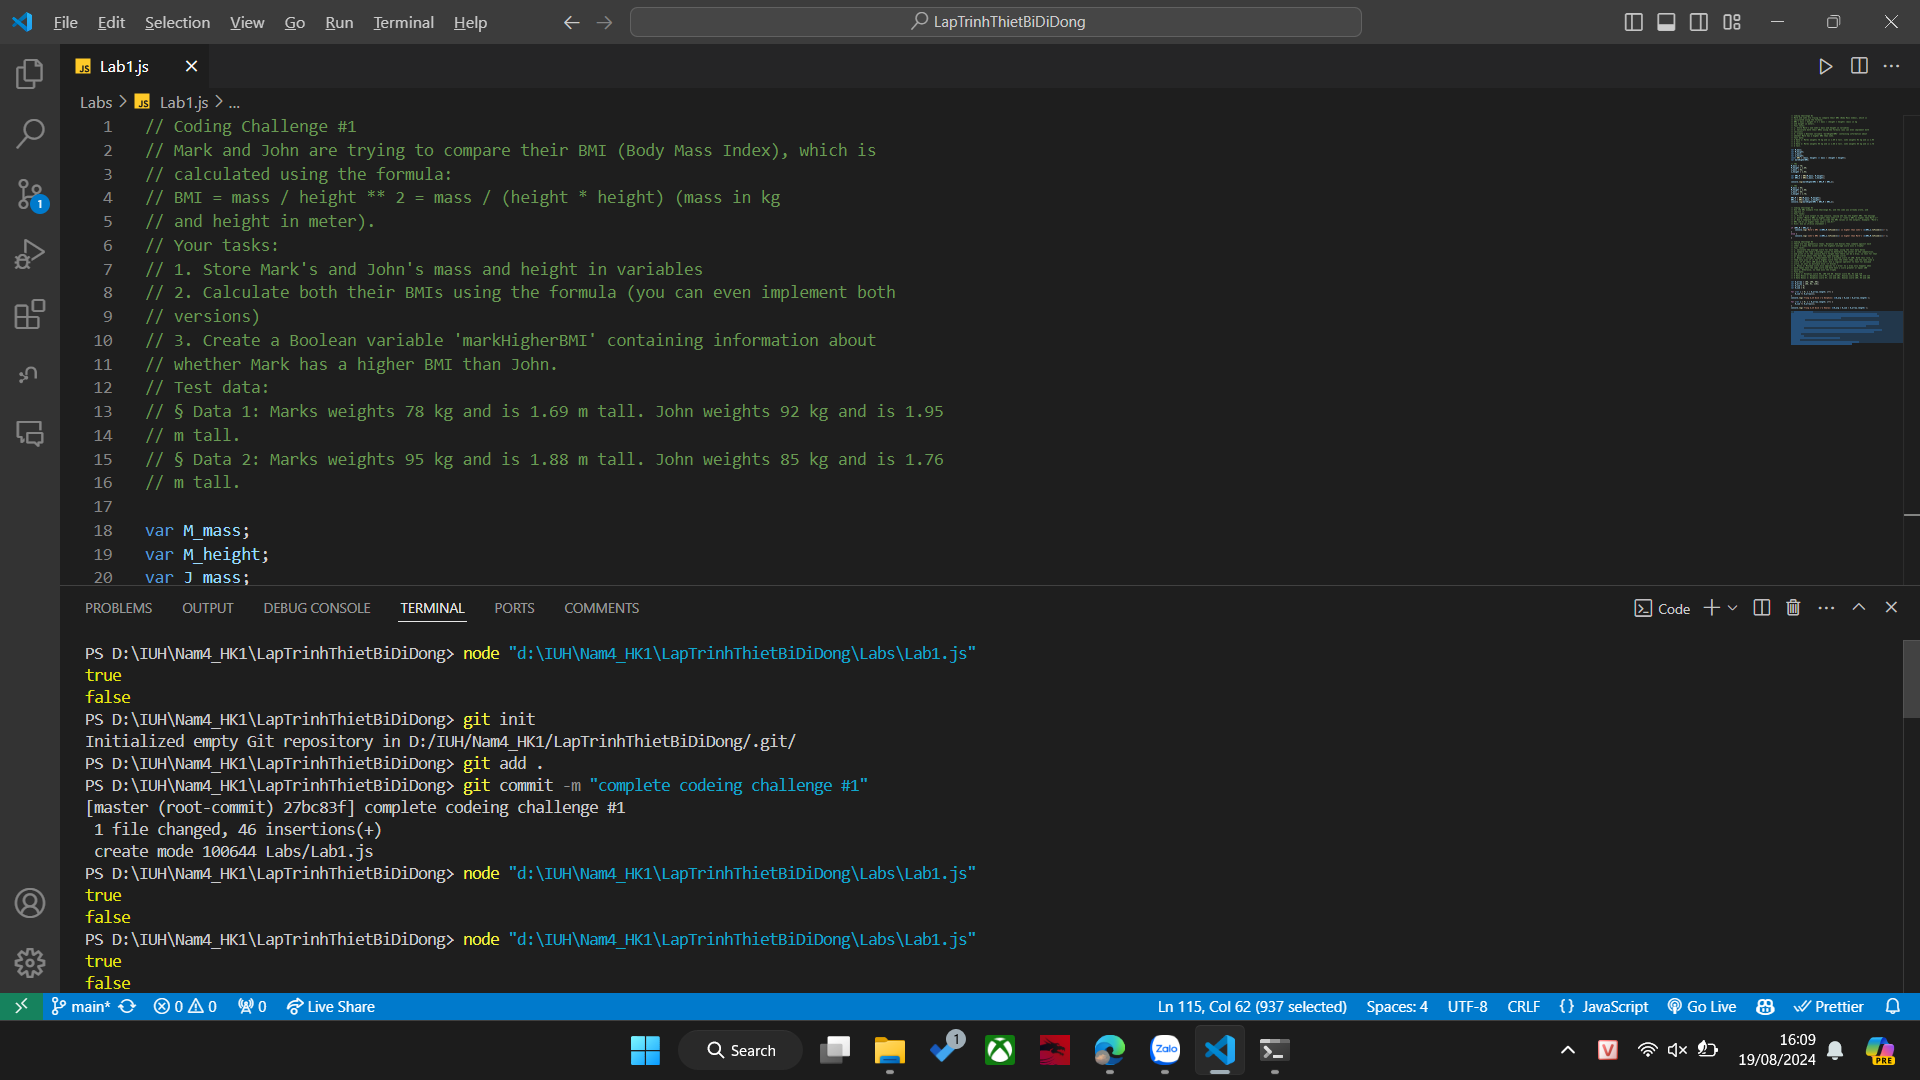 File Edit Selection View Go Run Terminal Help
LapTrinhThietBiDiDong
JS Lab1.js
Labs > JS Lab1.js > ...
1 // Coding Challenge #1
2 // Mark and John are trying to compare their BMI (Body Mass Index), which is
3 // calculated using the formula:
4 // BMI = mass / height ** 2 = mass / (height * height) (mass in kg
5 // and height in meter).
6 // Your tasks:
7 // 1. Store Mark's and John's mass and height in variables
8 // 2. Calculate both their BMIs using the formula (you can even implement both
9 // versions)
10 // 3. Create a Boolean variable 'markHigherBMI' containing information about
11 // whether Mark has a higher BMI than John.
12 // Test data:
13 // § Data 1: Marks weights 78 kg and is 1.69 m tall. John weights 92 kg and is 1.95
14 // m tall.
15 // § Data 2: Marks weights 95 kg and is 1.88 m tall. John weights 85 kg and is 1.76
16 // m tall.
17
18 var M_mass;
19 var M_height;
20 var J_mass;
1
PROBLEMS OUTPUT DEBUG CONSOLE TERMINAL PORTS COMMENTS
Code
PS D:\IUH\Nam4_HK1\LapTrinhThietBiDiDong> node "d:\IUH\Nam4_HK1\LapTrinhThietBiDiDong\Labs\Lab1.js"
true
false
PS D:\IUH\Nam4_HK1\LapTrinhThietBiDiDong> git init
Initialized empty Git repository in D:/IUH/Nam4_HK1/LapTrinhThietBiDiDong/.git/
PS D:\IUH\Nam4_HK1\LapTrinhThietBiDiDong> git add .
PS D:\IUH\Nam4_HK1\LapTrinhThietBiDiDong> git commit -m "complete codeing challenge #1"
[master (root-commit) 27bc83f] complete codeing challenge #1
1 file changed, 46 insertions(+)
create mode 100644 Labs/Lab1.js
PS D:\IUH\Nam4_HK1\LapTrinhThietBiDiDong> node "d:\IUH\Nam4_HK1\LapTrinhThietBiDiDong\Labs\Lab1.js"
true
false
PS D:\IUH\Nam4_HK1\LapTrinhThietBiDiDong> node "d:\IUH\Nam4_HK1\LapTrinhThietBiDiDong\Labs\Lab1.js"
true
false
main* 0 0 0 Live Share Ln 115, Col 62 (937 selected) Spaces: 4 UTF-8 CRLF {} JavaScript Go Live Prettier
Search 1 Zalo V 16:09 PRE
19/08/2024